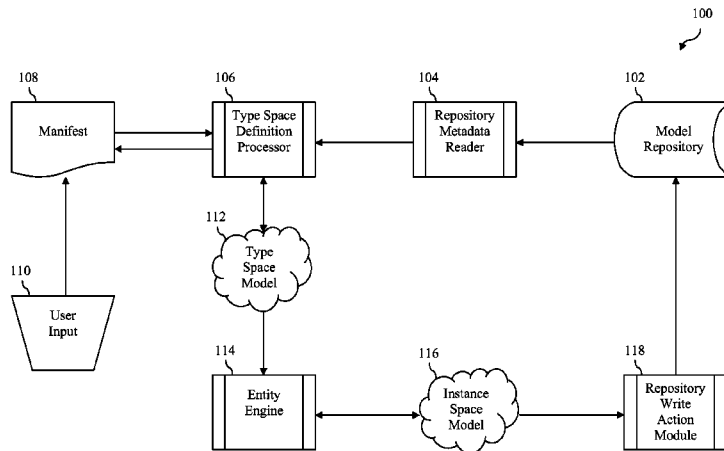 100
108
106
104
102
Manifest
Type Space
Definition
Processor
Repository
Metadata
Reader
Model
Repository
112
Type
Space
Model
110
User
Input
114
116
118
Entity
Engine
Instance
Space
Model
Repository
Write
Action
Module